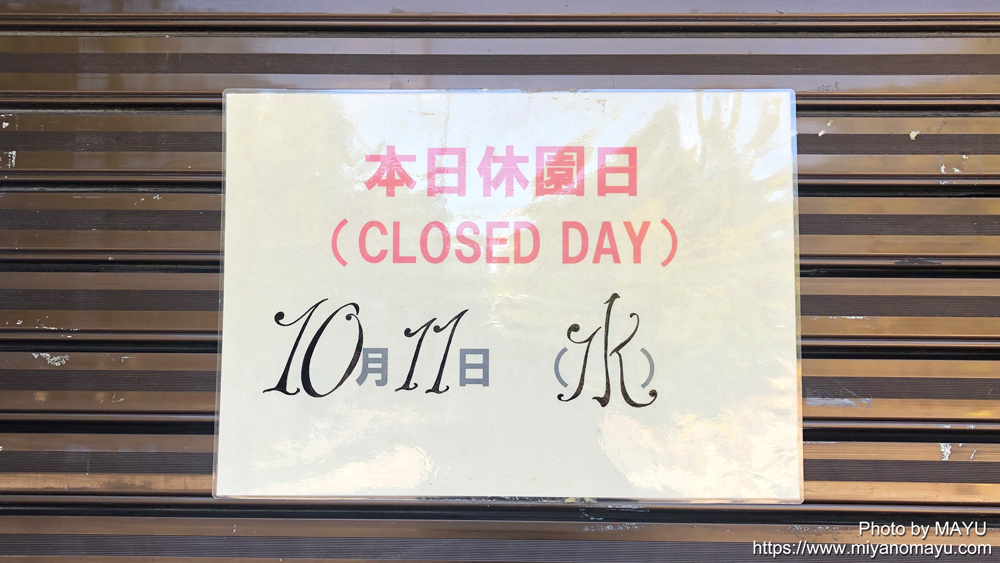 本日休園日
（CLOSED DAY）
10月11日 （水）
Photo by MAYU
https://www.miyanomayu.com